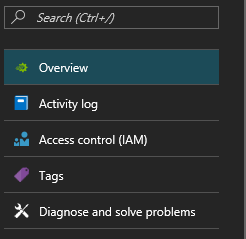 Search (Ctrl+/)
Overview
Activity log
Access control (IAM)
Tags
Diagnose and solve problems